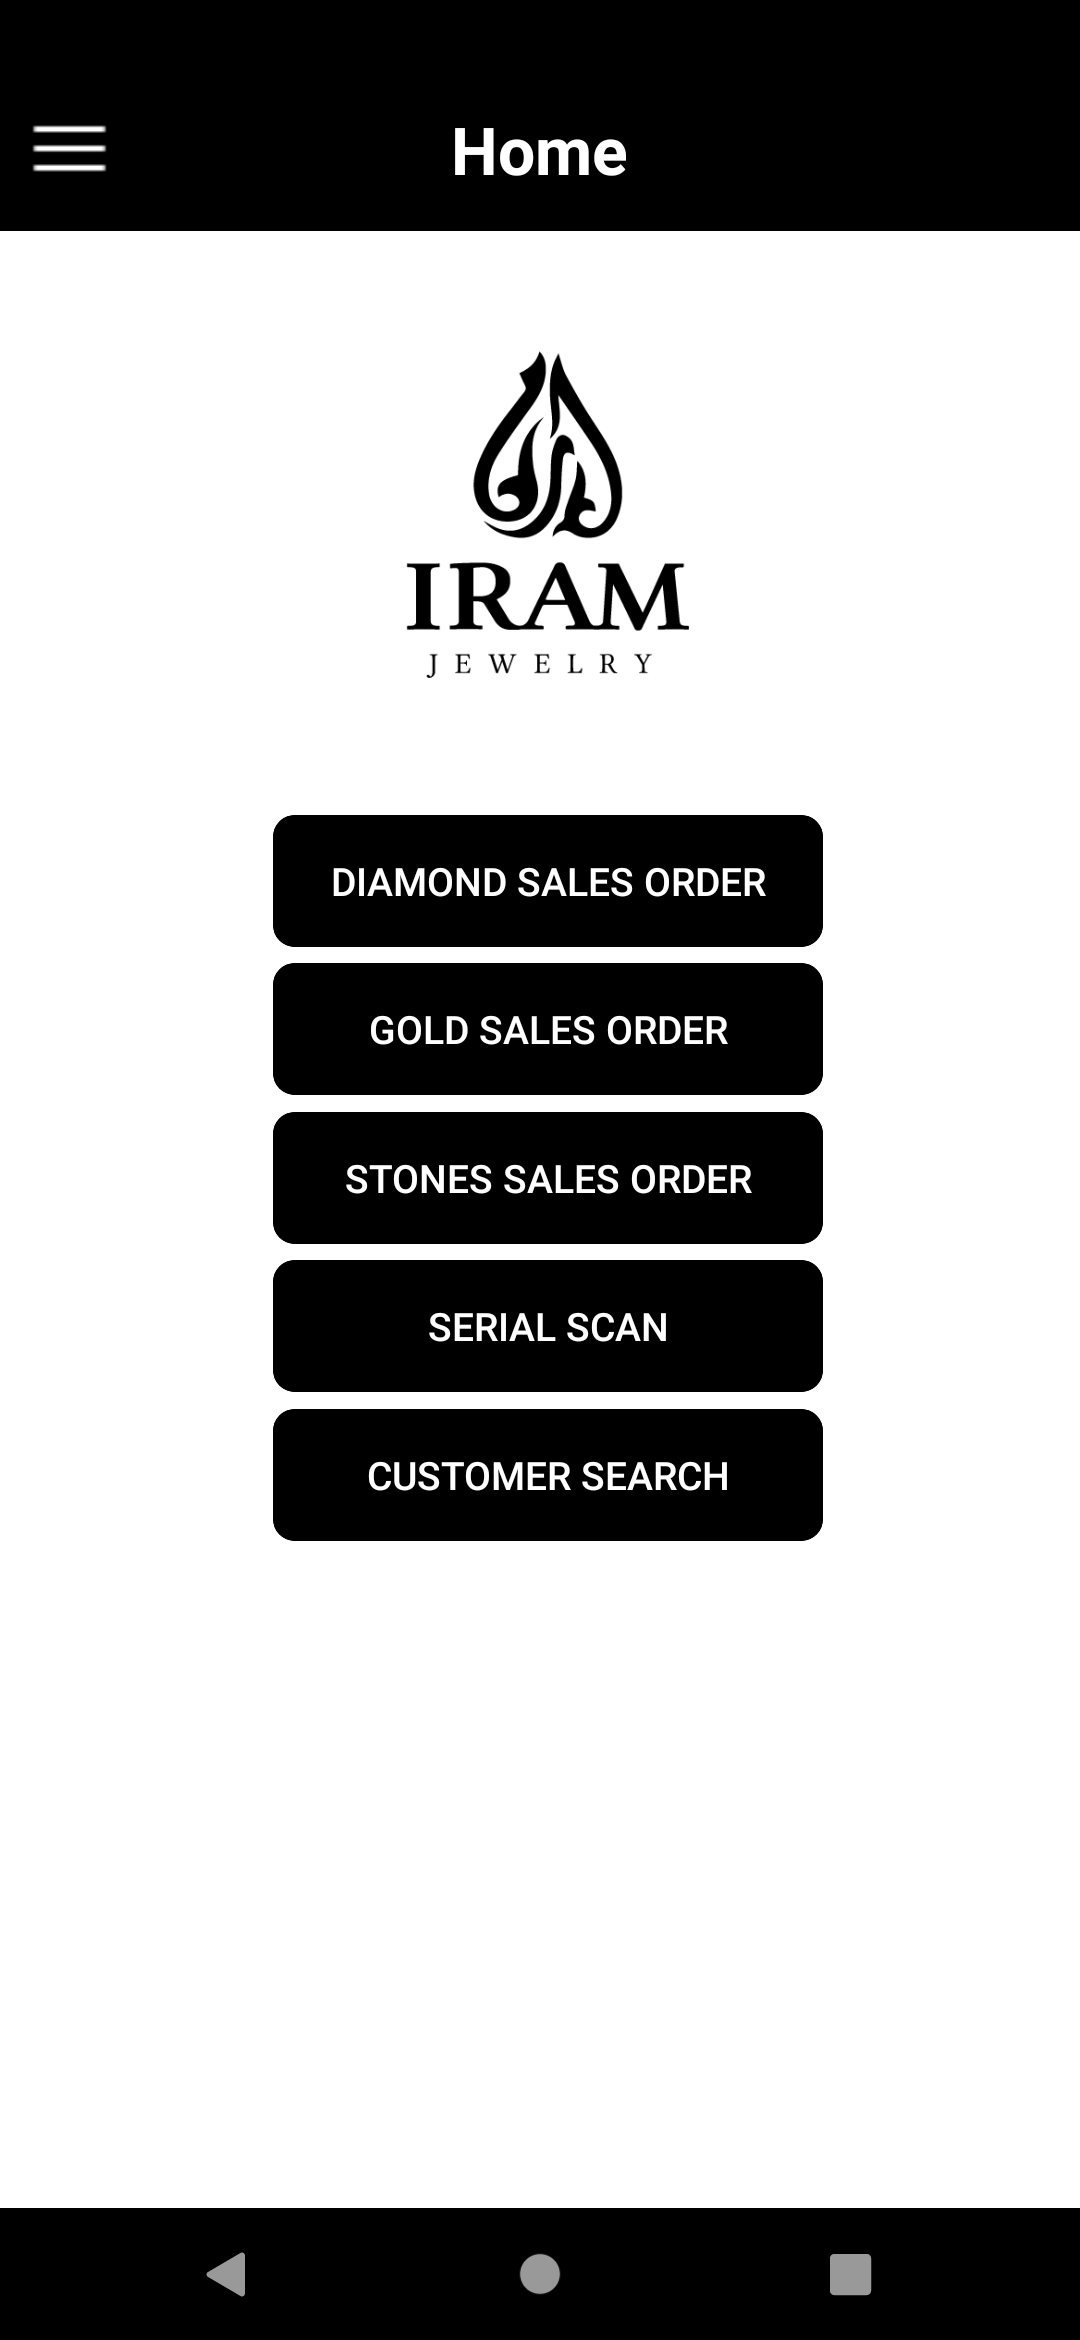 Home
IRAM
JEWELRY
DIAMOND SALES ORDER
GOLD SALES ORDER
STONES SALES ORDER
SERIAL SCAN
CUSTOMER SEARCH